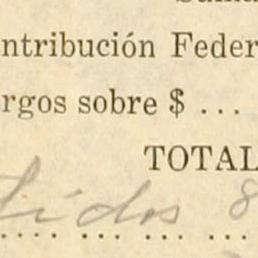 ntribución Feder
rgos sobre $ ...
TOTAL